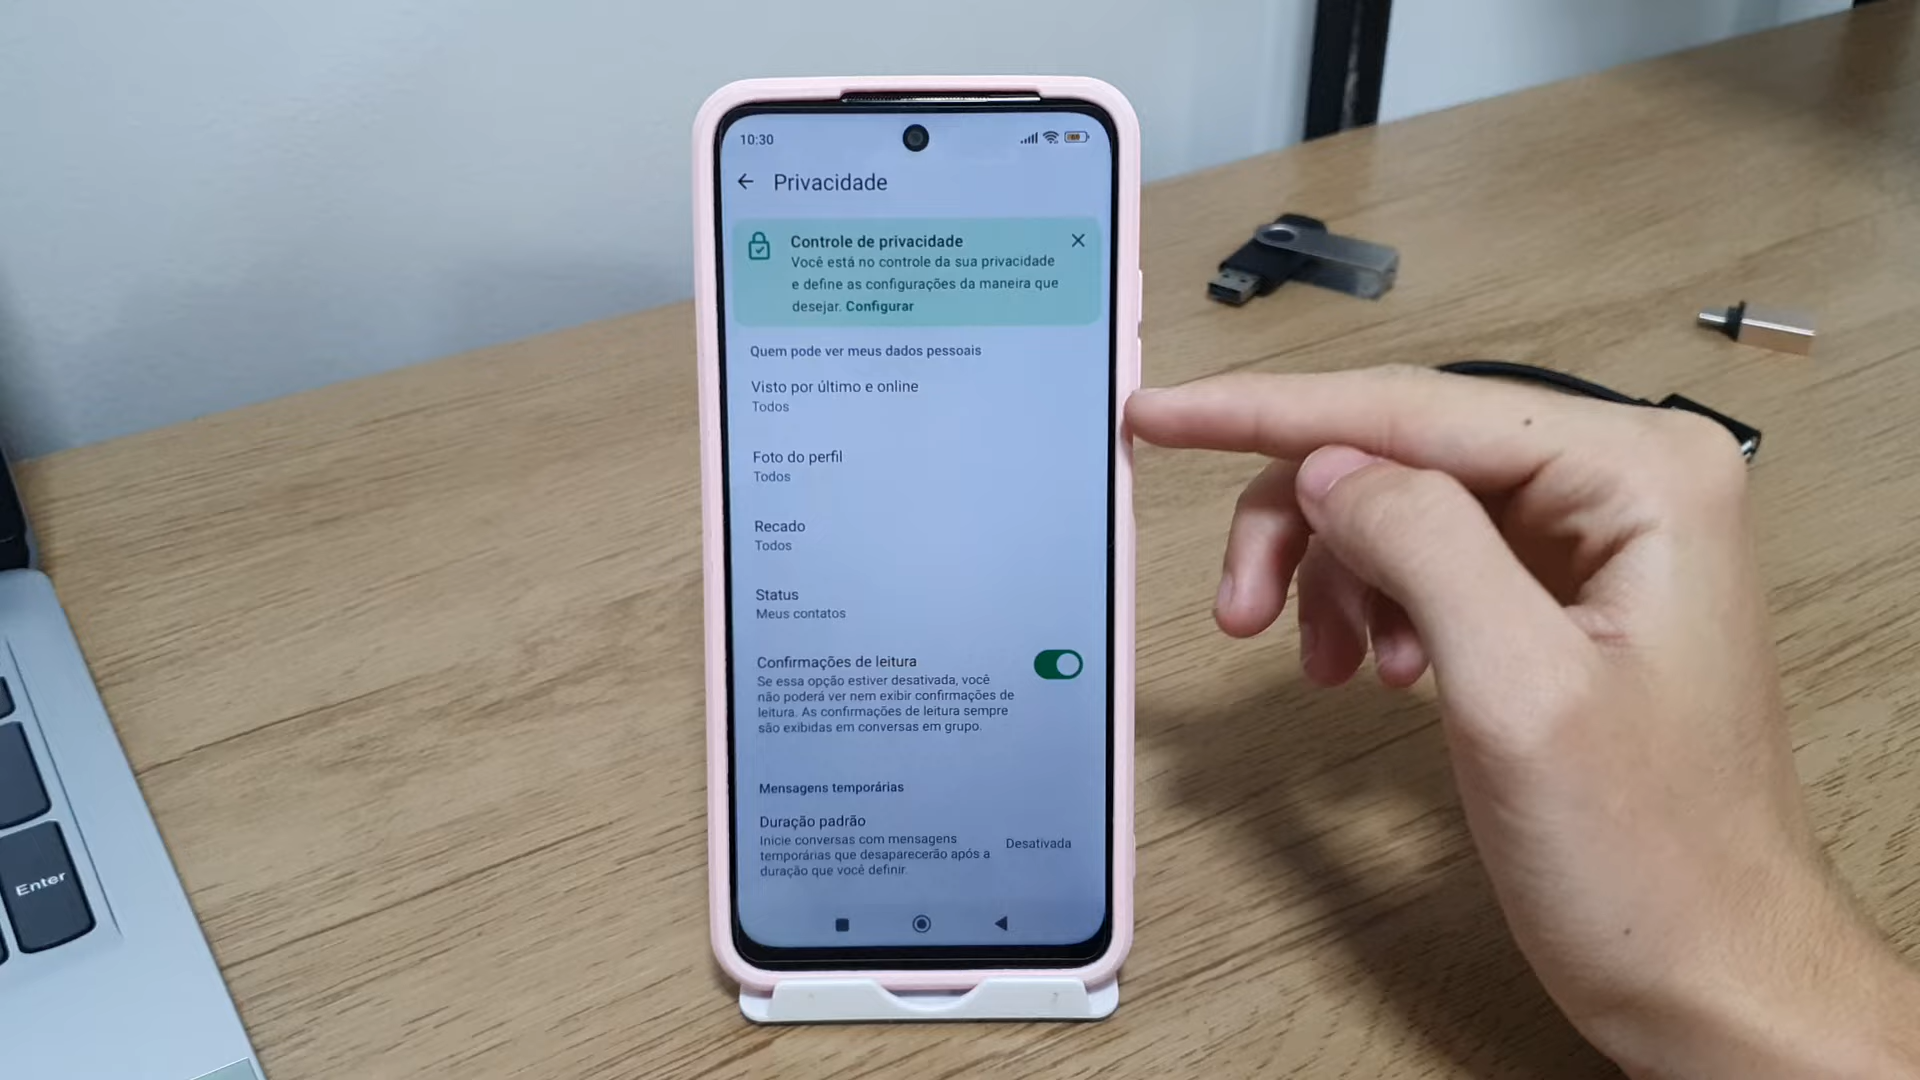 10:30
Privacidade
Controle de privacidade
Você está no controle da sua privacidade
e define as configurações da maneira que
desejar. Configurar
Quem pode ver meus dados pessoais
Visto por último e online
Todos
Foto do perfil
Todos
Recado
Todos
Status
Meus contatos
Confirmações de leitura
Se essa opção estiver desativada, você
não poderá ver nem exibir confirmações de
leitura. As confirmações de leitura sempre
são exibidas em conversas em grupo.
Mensagens temporárias
Duração padrão
Inicie conversas com mensagens
temporárias que desaparecerão após a
duração que você definir.
Desativada
Enter